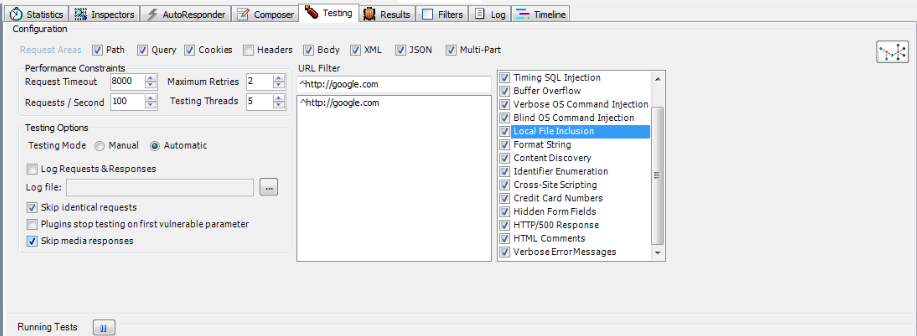 Statistics Inspectors AutoResponder Composer Testing Results Filters Log Timeline
Configuration
Request Areas Path Query Cookies Headers Body XML JSON Multi-Part
Performance Constraints
Request Timeout 8000 Maximum Retries 2
Requests / Second 100 Testing Threads 5
Testing Options
Testing Mode Manual Automatic
Log Requests & Responses
Log file: ...
Skip identical requests
Plugins stop testing on first vulnerable parameter
Skip media responses
URL Filter
^http://google.com
^http://google.com
Timing SQL Injection
Buffer Overflow
Verbose OS Command Injection
Blind OS Command Injection
Local File Inclusion
Format String
Content Discovery
Identifier Enumeration
Cross-Site Scripting
Credit Card Numbers
Hidden Form Fields
HTTP/500 Response
HTML Comments
Verbose Error Messages
Running Tests